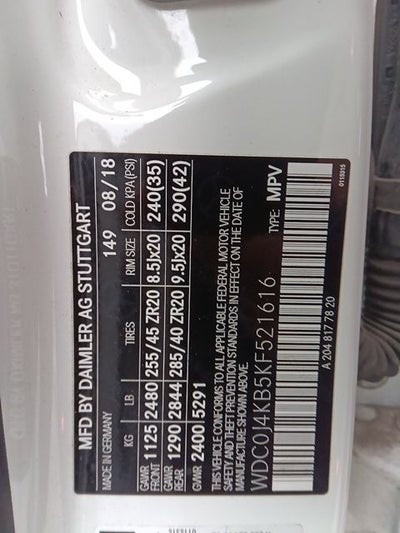 MFD BY DAIMLER AG STUTTGART
MADE IN GERMANY 149 08/18
KG LB TIRES RIM SIZE COLD KPA(PSI)
GAWR FRONT 1125 2480 255/45 ZR20 8.5Jx20 240(35)
GAWR REAR 1290 2844 285/40 ZR20 9.5Jx20 290(42)
GVWR 2400 5291
THIS VEHICLE CONFORMS TO ALL APPLICABLE FEDERAL MOTOR VEHICLE
SAFETY AND THEFT PREVENTION STANDARDS IN EFFECT ON THE DATE OF
MANUFACTURE SHOWN ABOVE.
TYPE: MPV
WDC0J4KB5KF521616
A 204 817 78 20
0115015